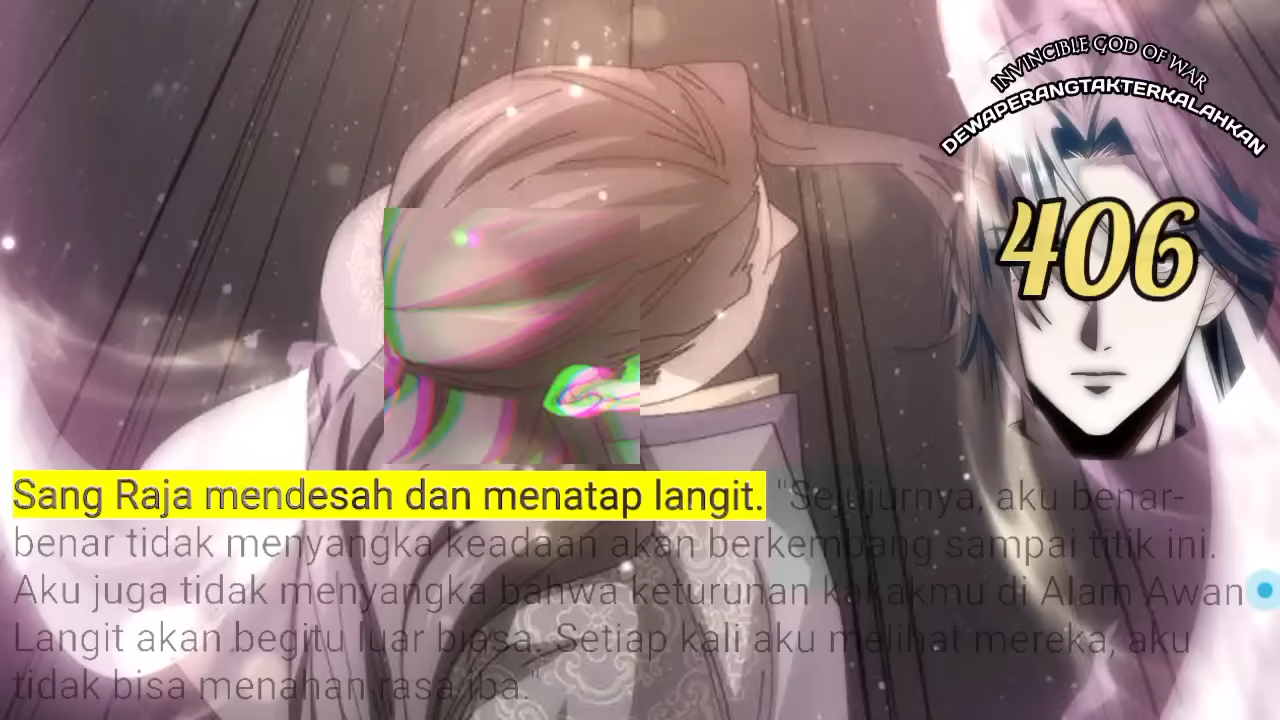 INVINCIBLE GOD OF WAR
DEWAPERANGTAKTERKALAHKAN
406
Sang Raja mendesah dan menatap langit. "Sejujurnya, aku benar-
benar tidak menyangka keadaan akan berkembang sampai titik ini.
Aku juga tidak menyangka bahwa keturunan kakakmu di Alam Awan
Langit akan begitu luar biasa. Setiap kali aku melihat mereka, aku
tidak bisa menahan rasa iba."